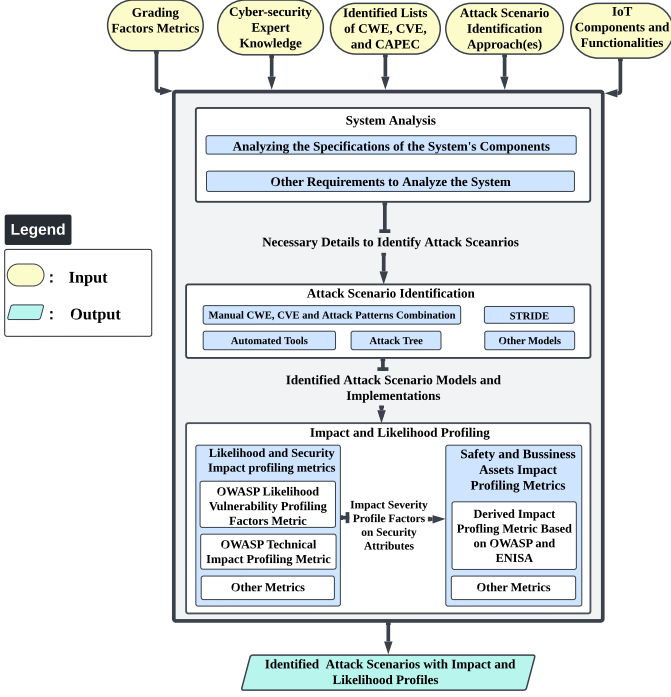 Grading
Factors Metrics
Cyber-security
Expert
Knowledge
Identified Lists
of CWE, CVE,
and CAPEC
Attack Scenario
Identification
Approach(es)
IoT
Components and
Functionalities
System Analysis
Analyzing the Specifications of the System's Components
Other Requirements to Analyze the System
Legend
: Input
: Output
Necessary Details to Identify Attack Sceanrios
Attack Scenario Identification
Manual CWE, CVE and Attack Patterns Combination
STRIDE
Automated Tools
Attack Tree
Other Models
Identified Attack Scenario Models and
Implementations
Impact and Likelihood Profiling
Likelihood and Security
Impact profiling metrics
OWASP Likelihood
Vulnerability Profiling
Factors Metric
OWASP Technical
Impact Profiling Metric
Other Metrics
Impact Severity
Profile Factors
on Security
Attributes
Safety and Bussiness
Assets Impact
Profiling Metrics
Derived Impact
Profling Metric Based
on OWASP and
ENISA
Other Metrics
Identified Attack Scenarios with Impact and
Likelihood Profiles